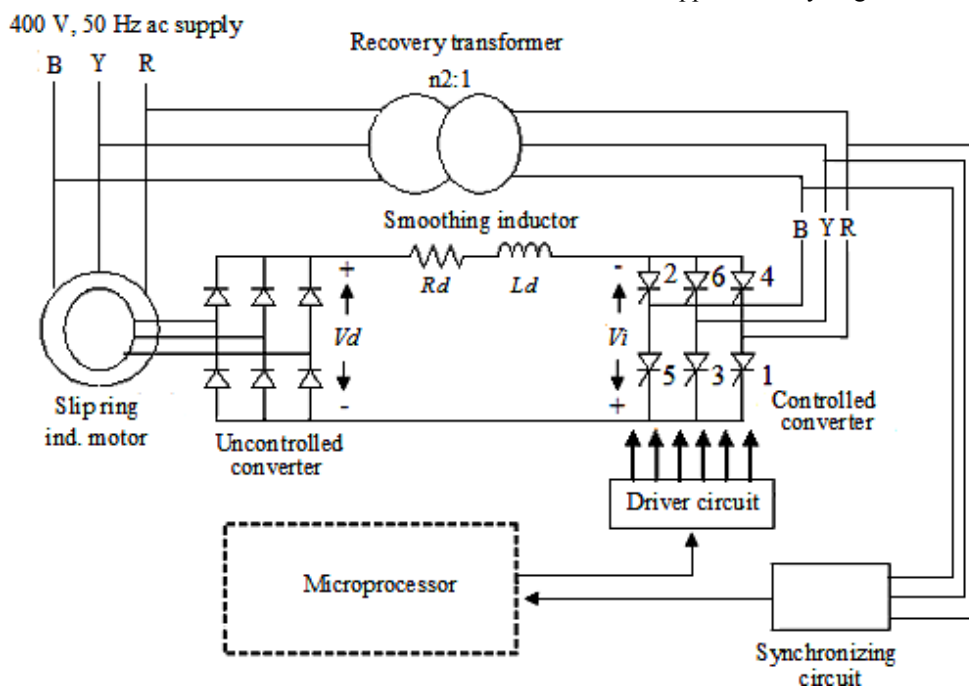 400 V, 50 Hz ac supply
B Y R
Recovery transformer
n2:1
Smoothing inductor
B Y R
+ Rd Ld - 2 6 4
Vd Vi
- + 5 3 1
Slip ring
ind. motor
Uncontrolled
converter
Controlled
converter
Driver circuit
Microprocessor
Synchronizing
circuit